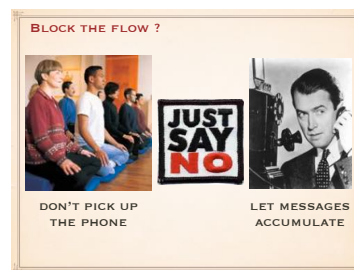 BLOCK THE FLOW ?
JUST
SAY
NO
DON'T PICK UP
THE PHONE
LET MESSAGES
ACCUMULATE